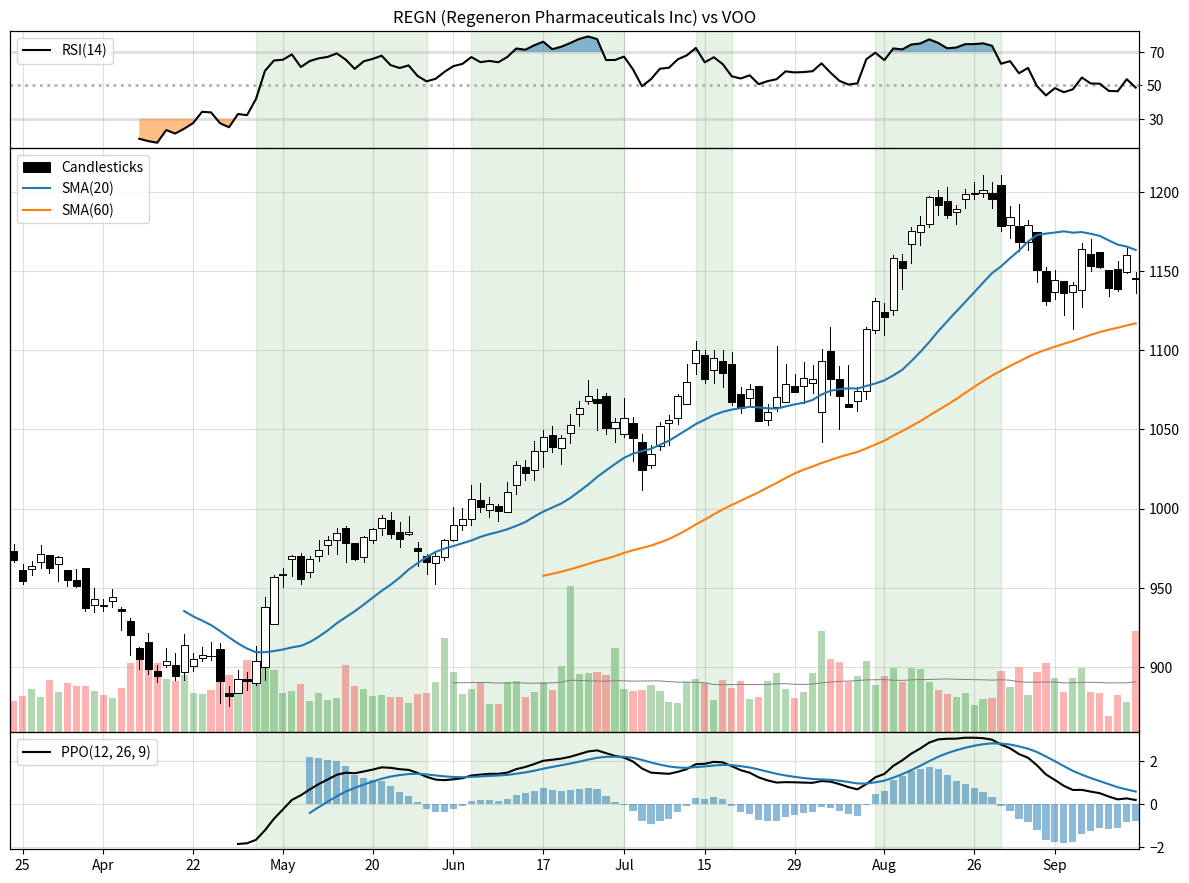 REGN (Regeneron Pharmaceuticals Inc) vs VOO
RSI(14)
70
50
30
Candlesticks
SMA(20)
SMA(60)
1200
1150
1100
1050
1000
950
900
PPO(12, 26, 9)
2
0
−2
25 Apr 22 May 20 Jun 17 Jul 15 29 Aug 26 Sep